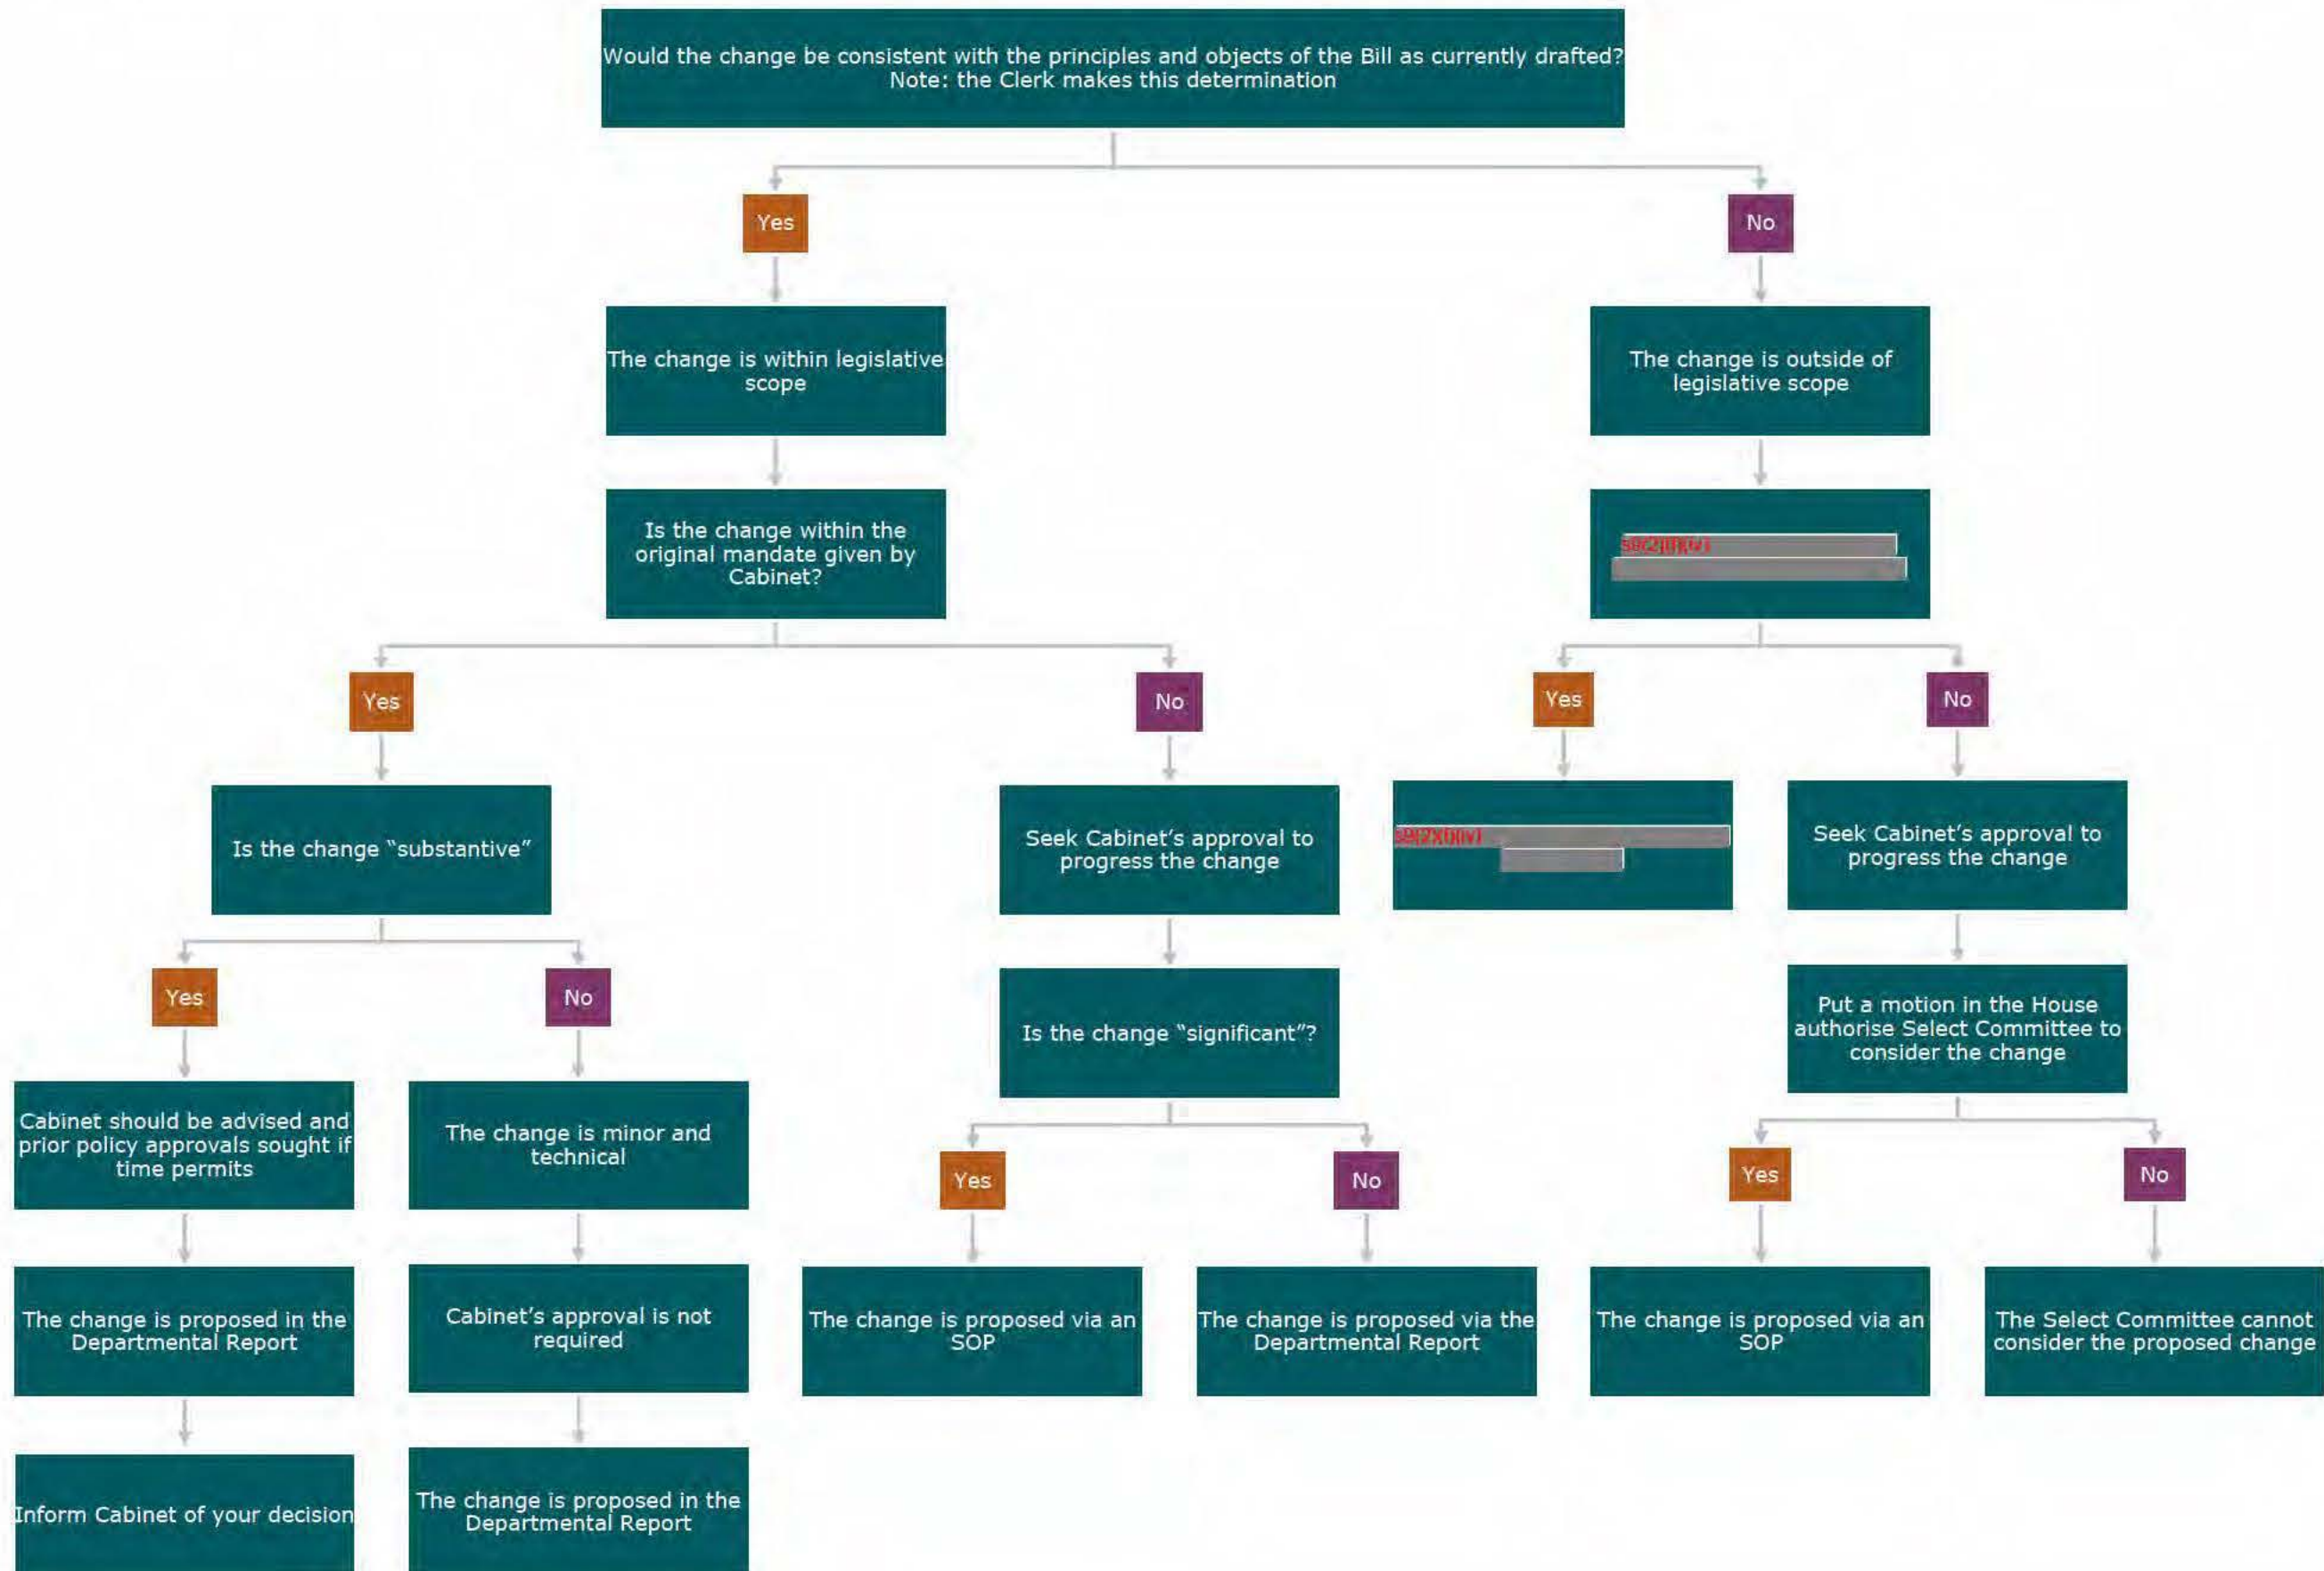 Would the change be consistent with the principles and objects of the Bill as currently drafted?
Note: the Clerk makes this determination
Yes
No
The change is within legislative
scope
The change is outside of
legislative scope
Is the change within the
original mandate given by
Cabinet?
s9(2)(f)(iv)
Yes
No
Yes
No
Is the change “substantive”
Seek Cabinet’s approval to
progress the change
s9(2)(f)(iv)
Seek Cabinet’s approval to
progress the change
Yes
No
Is the change “significant”?
Put a motion in the House
authorise Select Committee to
consider the change
Cabinet should be advised and
prior policy approvals sought if
time permits
The change is minor and
technical
Yes
No
Yes
No
The change is proposed in the
Departmental Report
Cabinet’s approval is not
required
The change is proposed via an
SOP
The change is proposed via the
Departmental Report
The change is proposed via an
SOP
The Select Committee cannot
consider the proposed change
Inform Cabinet of your decision
The change is proposed in the
Departmental Report